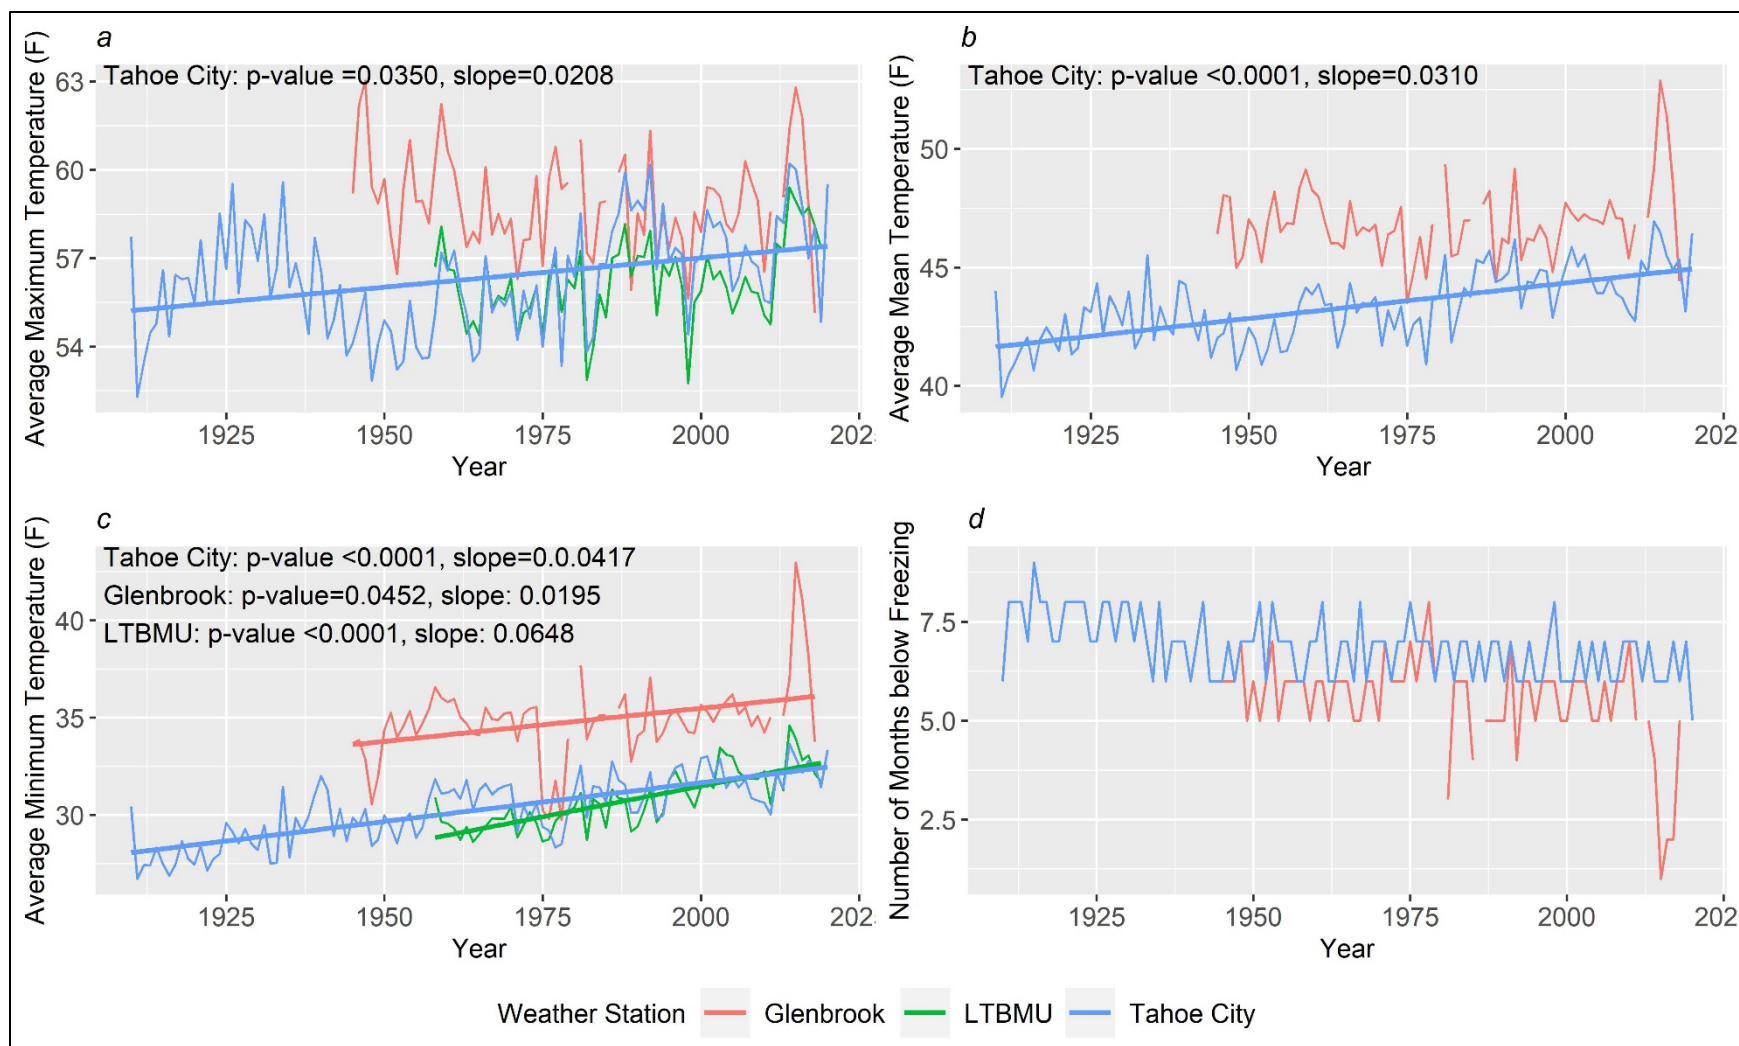 a
Average Maximum Temperature (F)
Tahoe City: p-value =0.0350, slope=0.0208
63
60
57
54
1925
1950
1975
2000
202
Year
b
Average Mean Temperature (F)
Tahoe City: p-value <0.0001, slope=0.0310
50
45
40
1925
1950
1975
2000
202
Year
c
Average Minimum Temperature (F)
Tahoe City: p-value <0.0001, slope=0.0.0417
Glenbrook: p-value=0.0452, slope: 0.0195
LTBMU: p-value <0.0001, slope: 0.0648
40
35
30
1925
1950
1975
2000
202
Year
d
Number of Months below Freezing
7.5
5.0
2.5
1925
1950
1975
2000
202
Year
Weather Station Glenbrook LTBMU Tahoe City